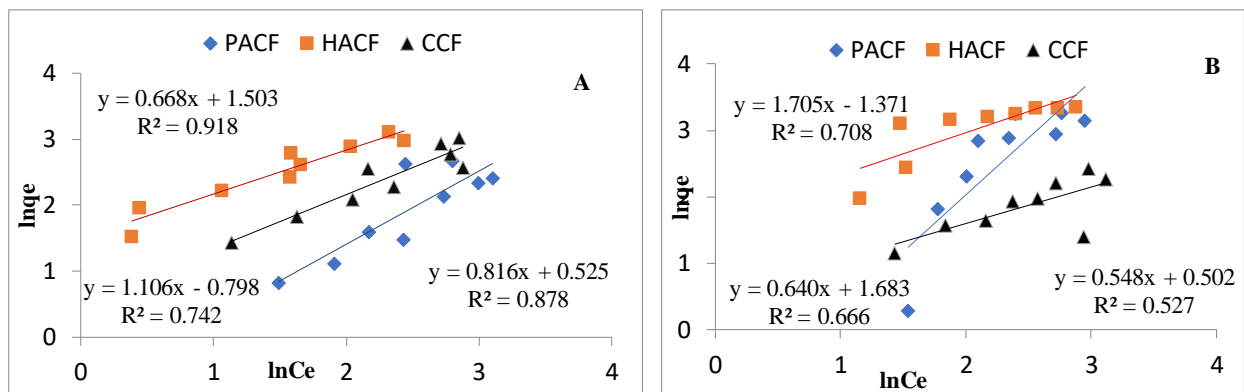 PACF HACF CCF
A
4
3
2
1
0
lnqe
y = 0.668x + 1.503
R² = 0.918
y = 1.106x - 0.798
R² = 0.742
y = 0.816x + 0.525
R² = 0.878
0 1 2 3 4
lnCe
PACF HACF CCF
B
4
3
2
1
0
lnqe
y = 1.705x - 1.371
R² = 0.708
y = 0.640x + 1.683
R² = 0.666
y = 0.548x + 0.502
R² = 0.527
0 1 2 3 4
lnCe